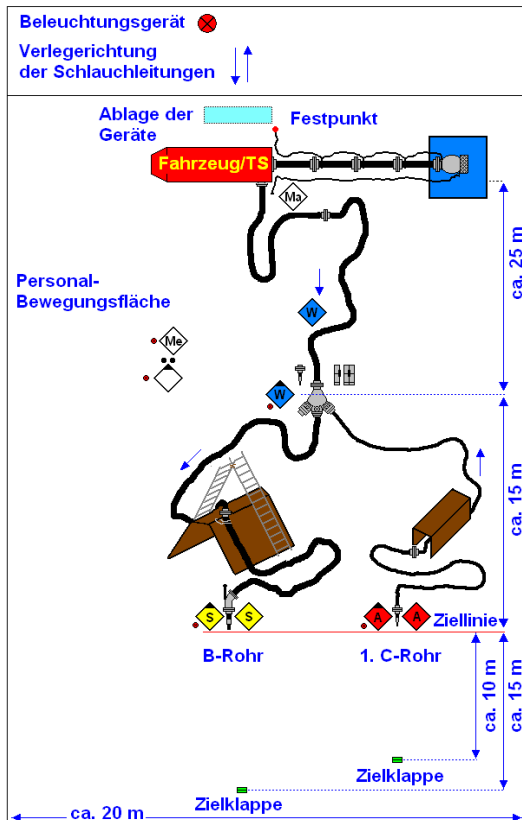 Beleuchtungsgerät
Verlegerichtung
der Schlauchleitungen
Ablage der
Geräte
Festpunkt
Fahrzeug/TS
Ma
ca. 25 m
Personal-
Bewegungsfläche
W
Me
W
ca. 15 m
S
S
A
A
Ziellinie
B-Rohr
1. C-Rohr
ca. 10 m
ca. 15 m
Zielklappe
Zielklappe
ca. 20 m